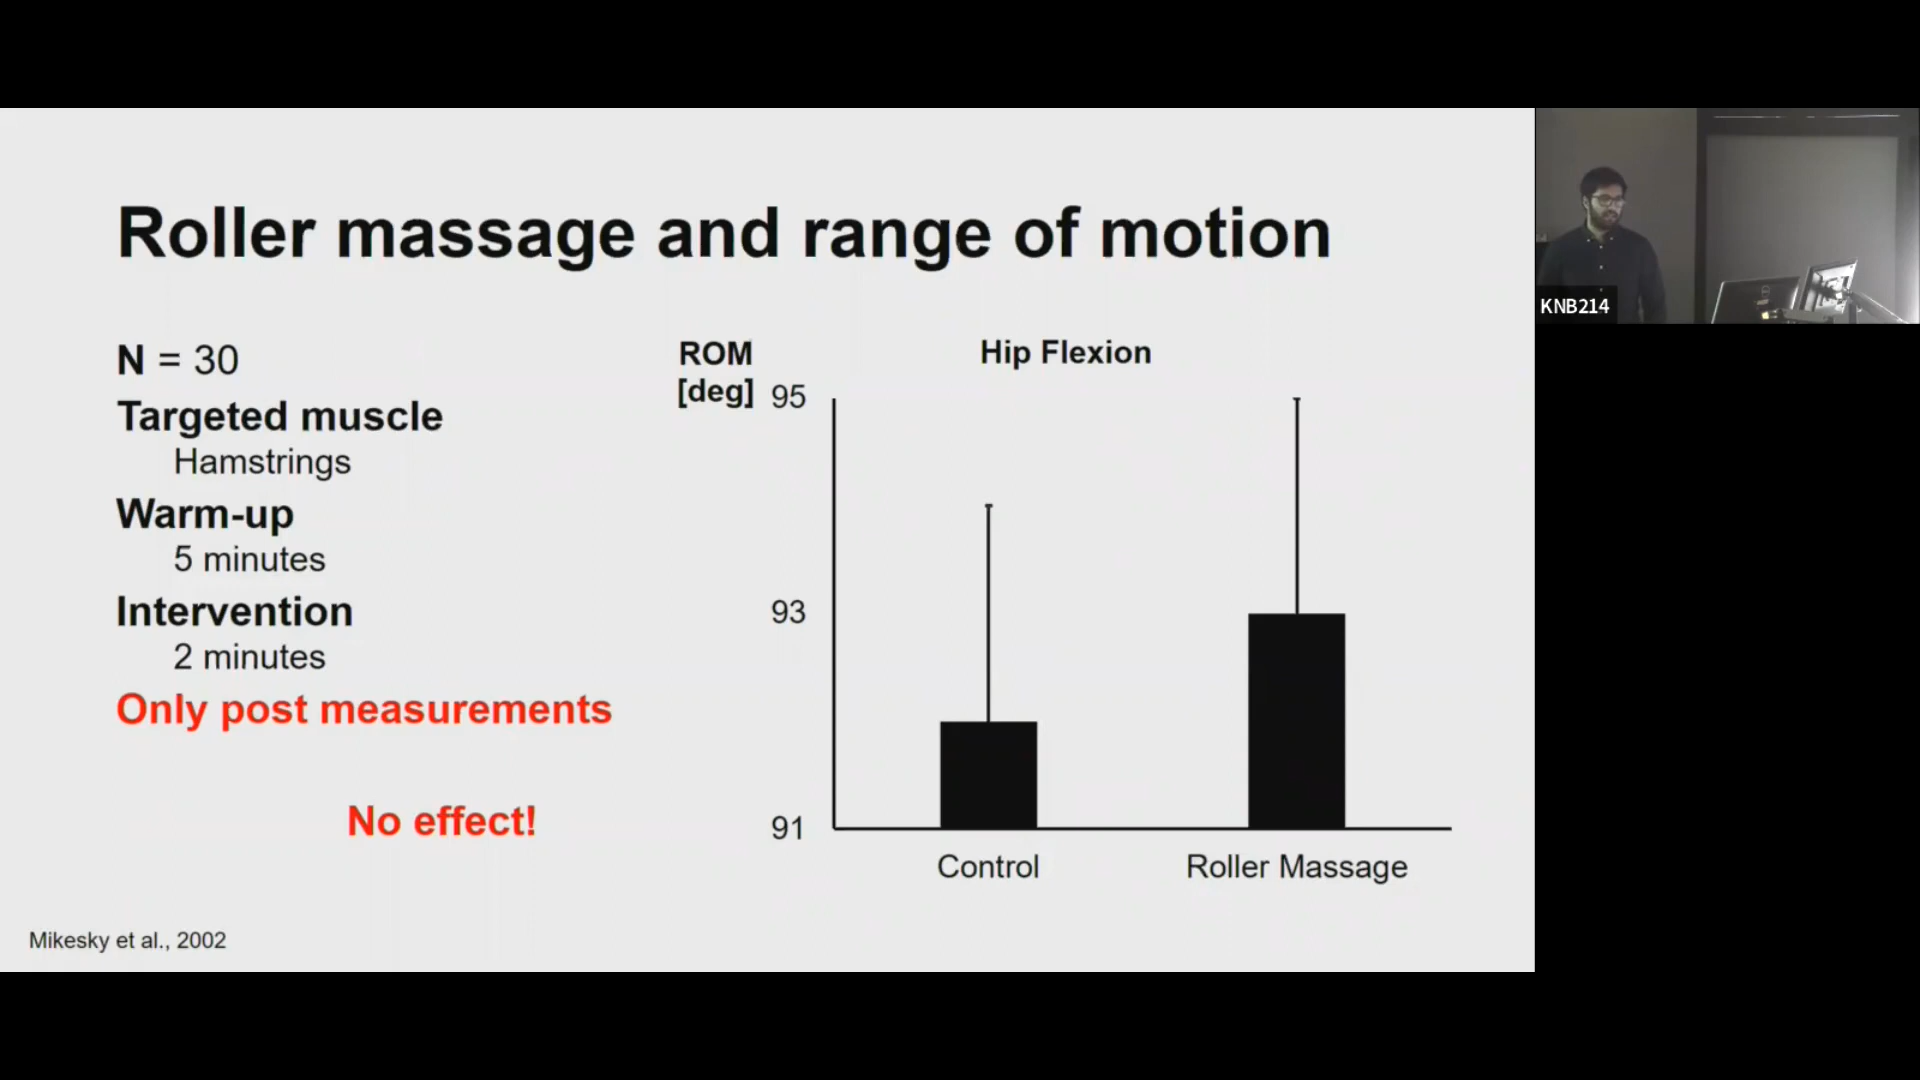 Roller massage and range of motion
N = 30
Targeted muscle
Hamstrings
Warm-up
5 minutes
Intervention
2 minutes
Only post measurements
No effect!
Mikesky et al., 2002
ROM
[deg]
Hip Flexion
95
93
91
Control
Roller Massage
KNB214